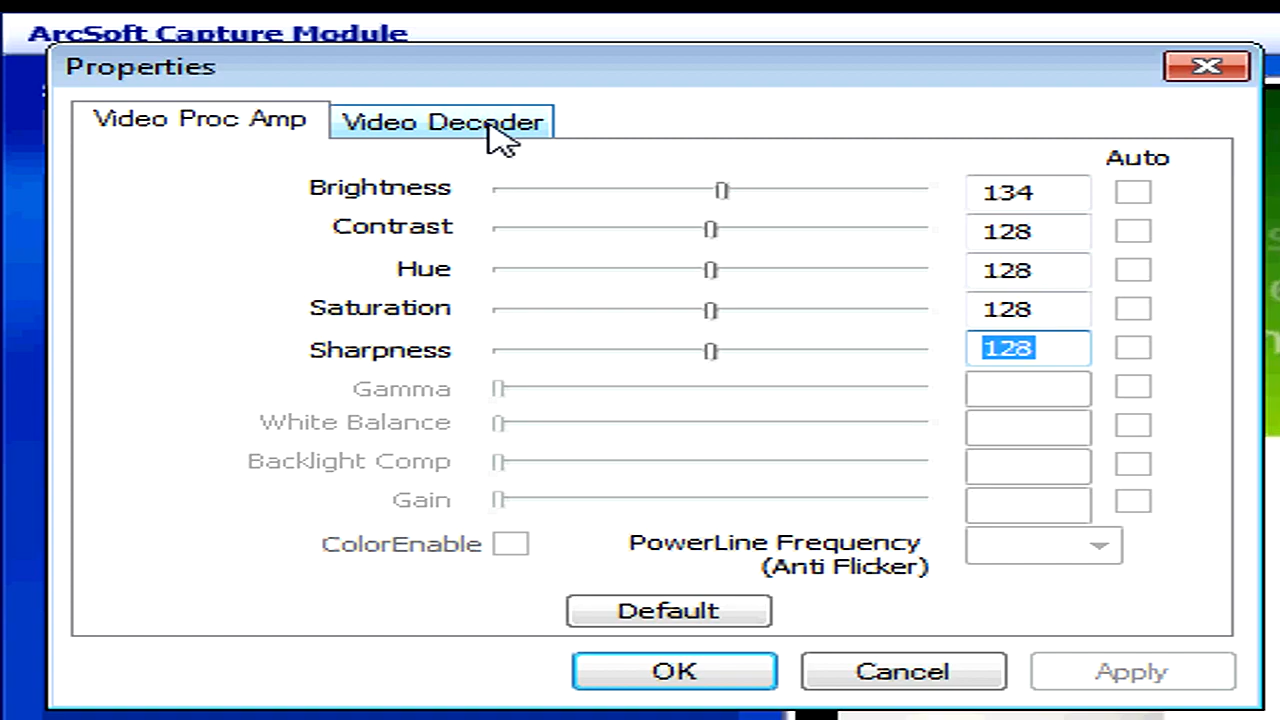 ArcSoft Capture Module
Properties
Video Proc Amp
Video Decoder
Auto
Brightness 134
Contrast 128
Hue 128
Saturation 128
Sharpness 128
Gamma
White Balance
Backlight Comp
Gain
ColorEnable
PowerLine Frequency
(Anti Flicker)
Default
OK
Cancel
Apply